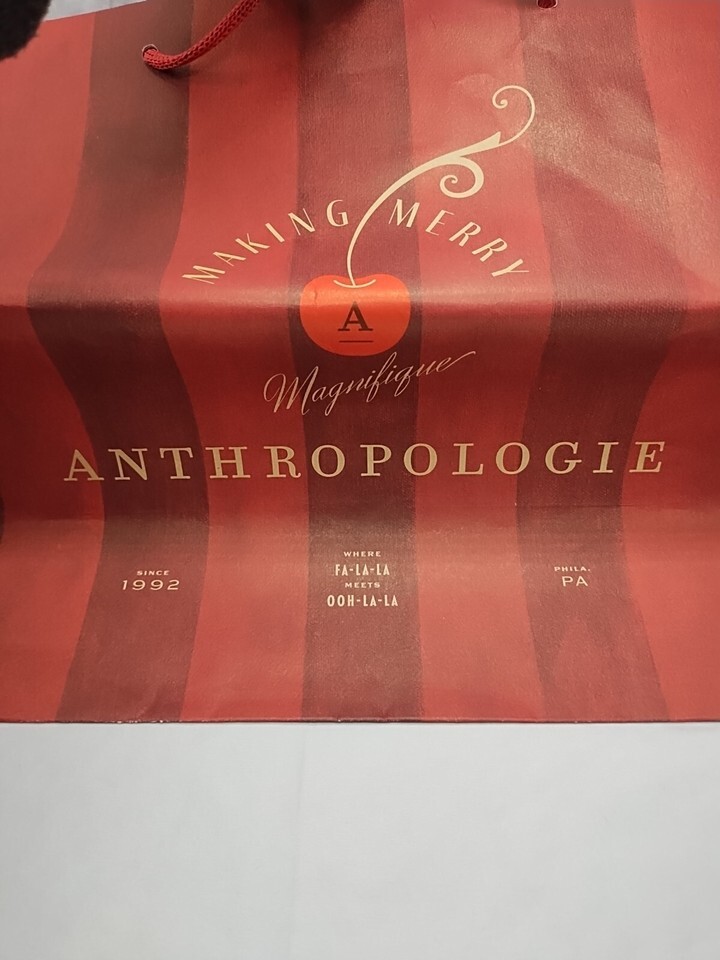 MAKING MERRY
A
Magnifique
ANTHROPOLOGIE
SINCE
1992
WHERE
FA-LA-LA
MEETS
OOH-LA-LA
PHILA.
PA